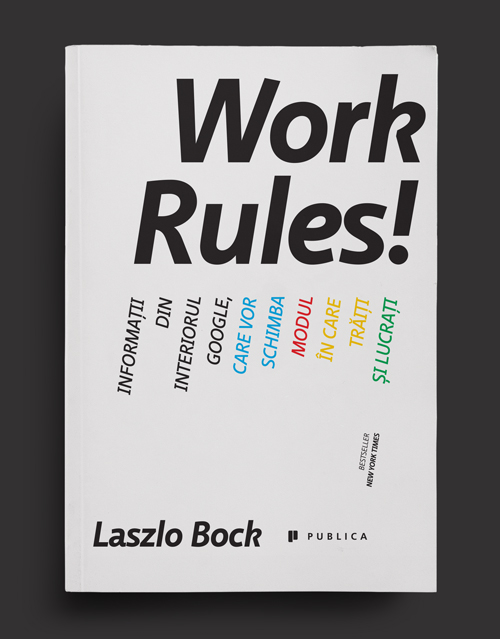 Work
Rules!
INFORMAȚII
DIN
INTERIORUL
GOOGLE,
CARE VOR
SCHIMBA
MODUL
ÎN CARE
TRĂIȚI
ȘI LUCRAȚI
BESTSELLER
NEW YORK TIMES
Laszlo Bock
PUBLICA